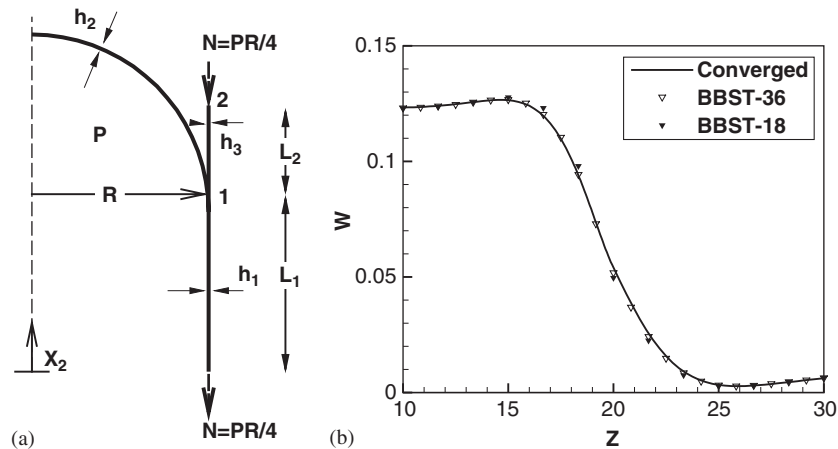 h₂
N=PR/4
2
P
h₃
L₂
R
1
h₁
L₁
X₂
N=PR/4
(a)
0.15
0.1
0.05
0
W
Converged
BBST-36
BBST-18
10
15
20
25
30
Z
(b)